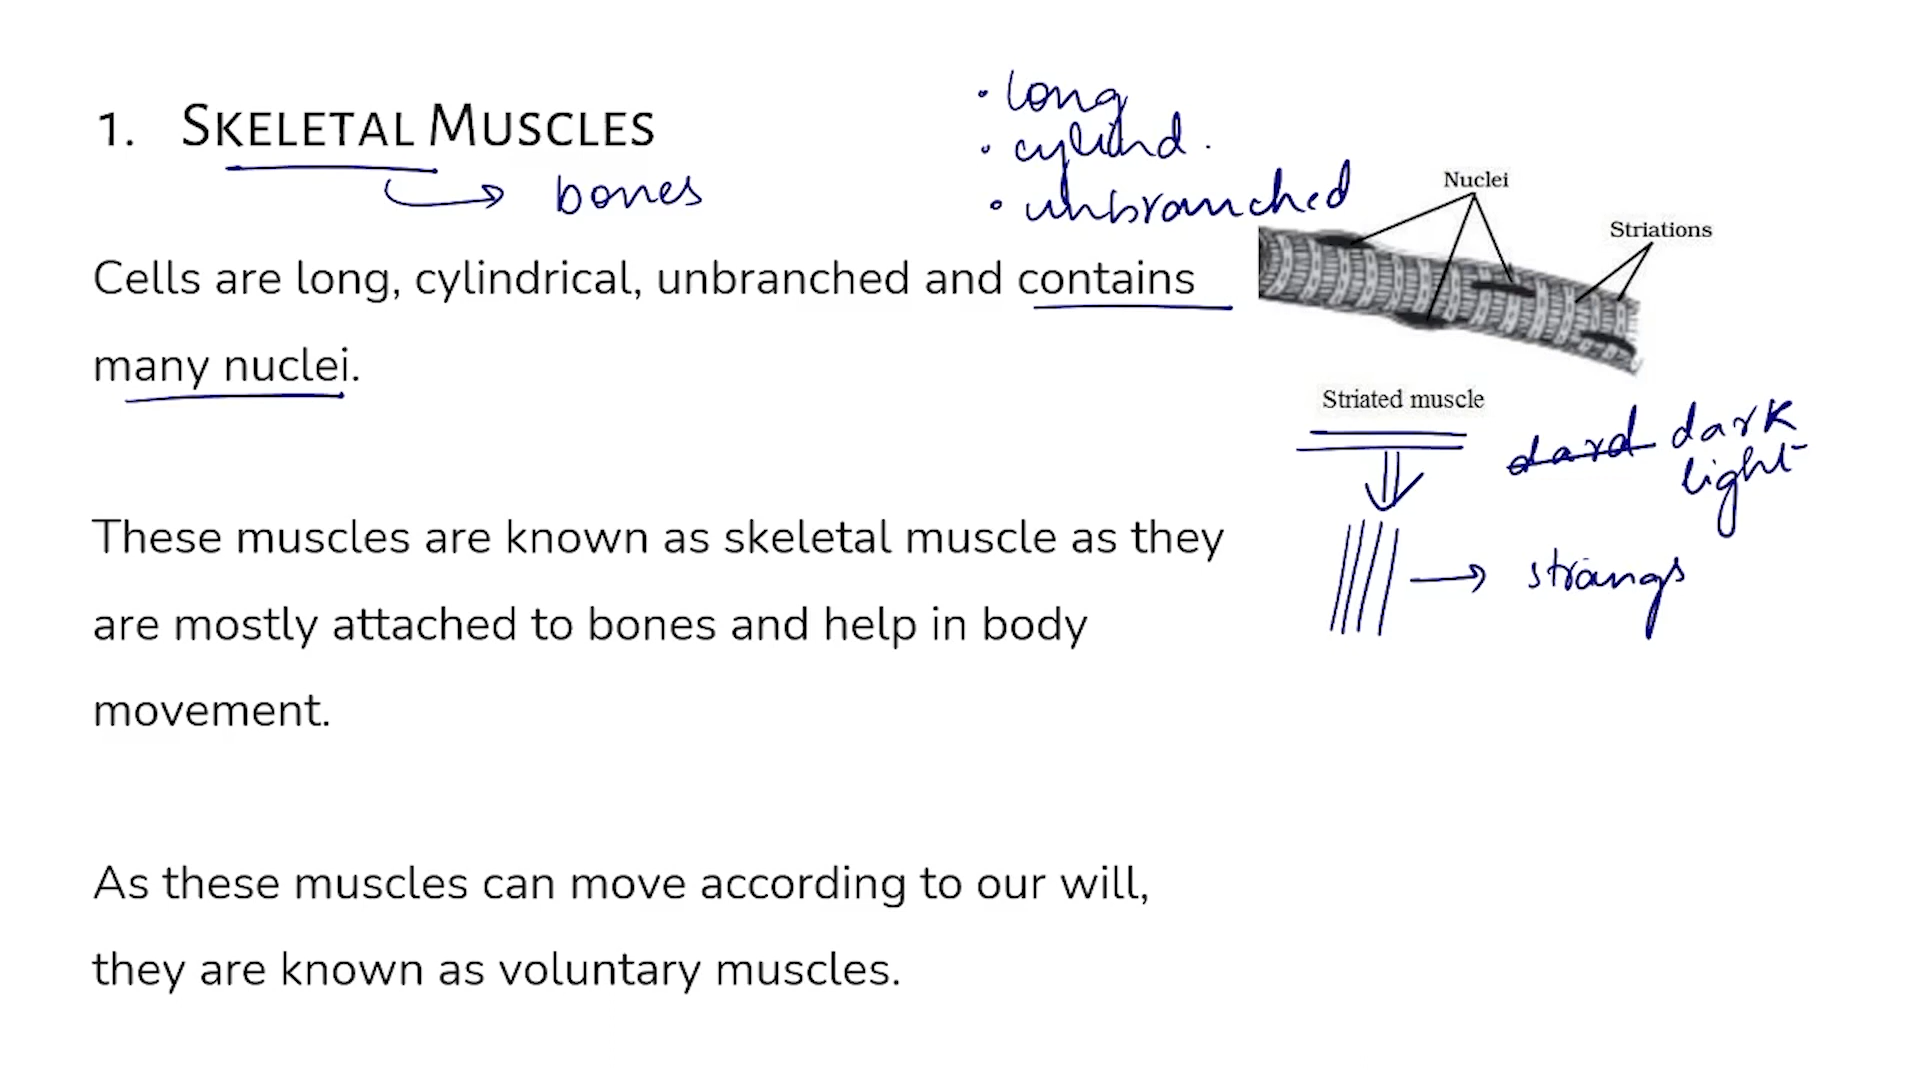 • long
1. SKELETAL MUSCLES
• cylind.
bones
• unbranched
Nuclei
Striations
Cells are long, cylindrical, unbranched and contains
many nuclei.
Striated muscle
dard dark
light
These muscles are known as skeletal muscle as they
are mostly attached to bones and help in body
movement.
As these muscles can move according to our will,
they are known as voluntary muscles.